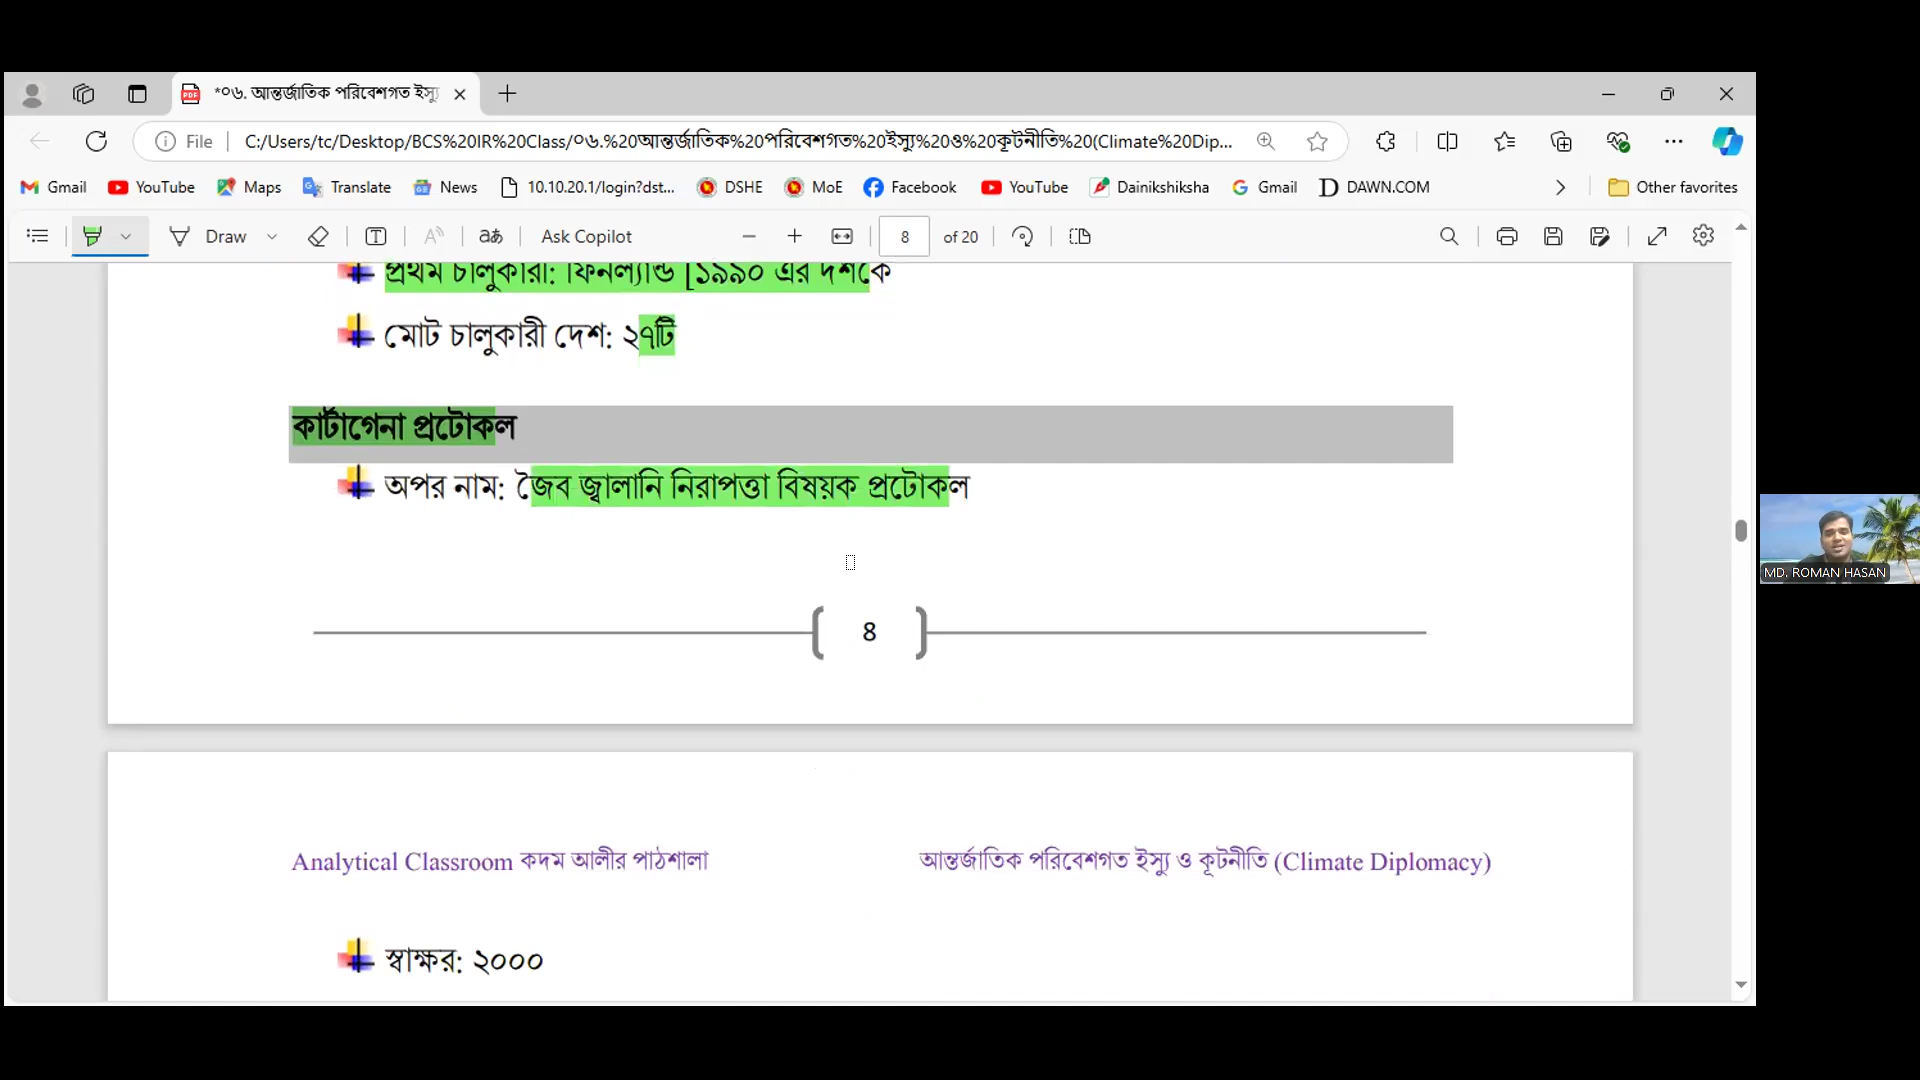 *০৬. আন্তর্জাতিক পরিবেশগত ইস্যু
File C:/Users/tc/Desktop/BCS%20IR%20Class/০৬.%20আন্তর্জাতিক%20পরিবেশগত%20ইস্যু%20ও%20কূটনীতি%20(Climate%20Dip...
Gmail YouTube Maps Translate News 10.10.20.1/login?dst... DSHE MoE Facebook YouTube Dainikshiksha Gmail DAWN.COM Other favorites
Draw Ask Copilot 8 of 20
প্রথম চালুকারী: ফিনল্যান্ড [১৯৯০ এর দশকে
মোট চালুকারী দেশ: ২৭টি
কার্টাগেনা প্রটোকল
অপর নাম: জৈব জ্বালানি নিরাপত্তা বিষয়ক প্রটোকল
MD. ROMAN HASAN
8
Analytical Classroom কদম আলীর পাঠশালা আন্তর্জাতিক পরিবেশগত ইস্যু ও কূটনীতি (Climate Diplomacy)
স্বাক্ষর: ২০০০